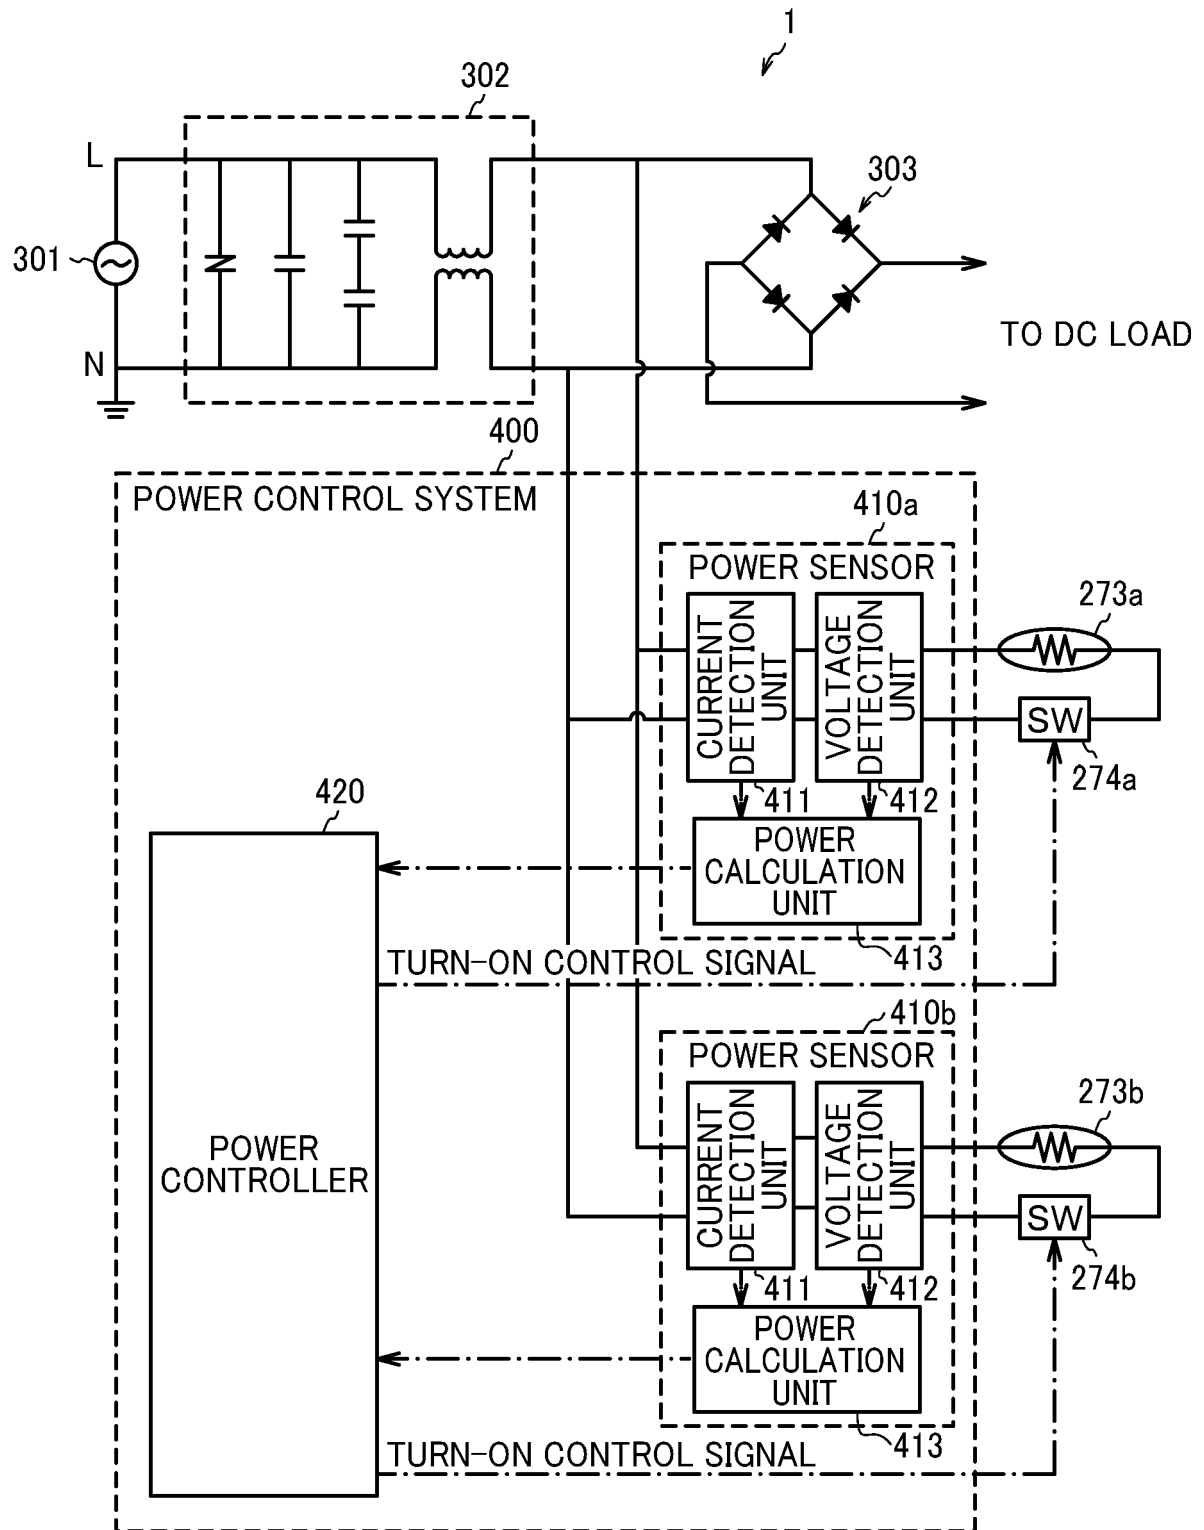 1
302
L
303
301
N
TO DC LOAD
400
POWER CONTROL SYSTEM
410a
POWER SENSOR
CURRENT
DETECTION
UNIT
VOLTAGE
DETECTION
UNIT
273a
SW
274a
411
412
420
POWER
CALCULATION
UNIT
413
TURN-ON CONTROL SIGNAL
410b
POWER SENSOR
CURRENT
DETECTION
UNIT
VOLTAGE
DETECTION
UNIT
273b
POWER
CONTROLLER
SW
274b
411
412
POWER
CALCULATION
UNIT
413
TURN-ON CONTROL SIGNAL